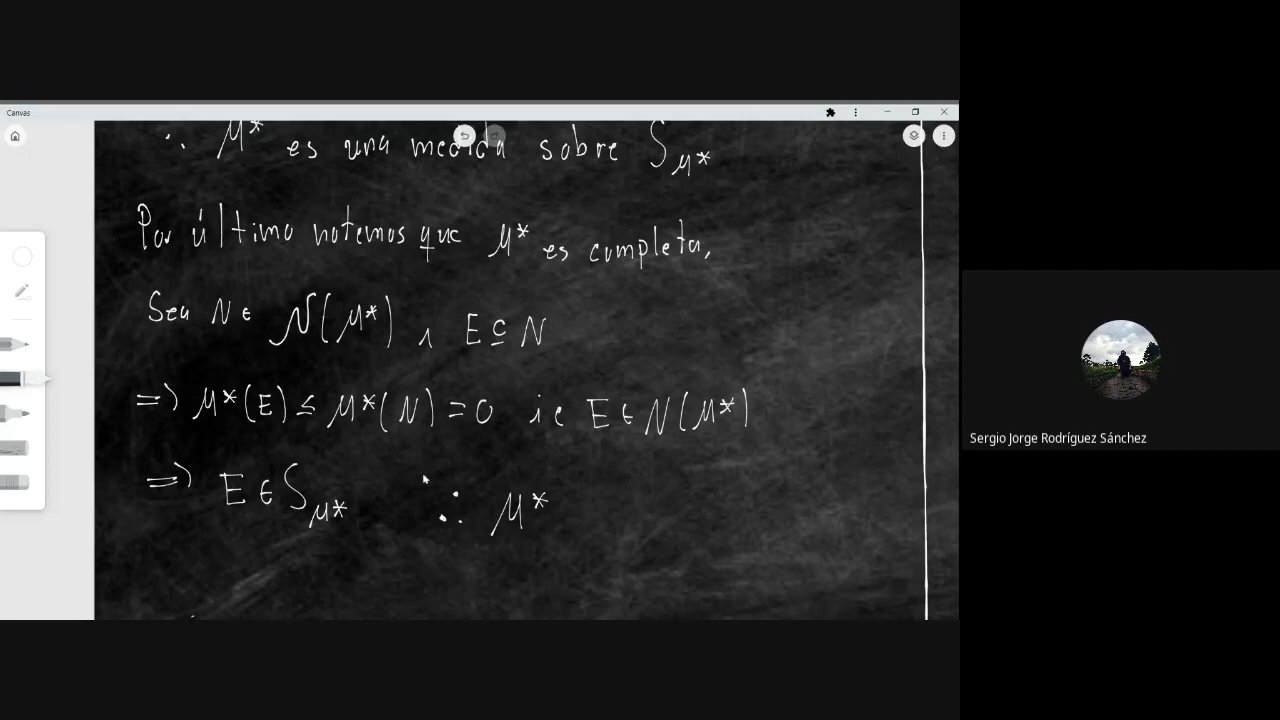 Canvas
∴ μ* es una medida sobre S_μ*
Por último notemos que μ* es completa,
Sea N ∈ N(μ*) ∧ E ⊆ N
=> μ*(E) ≤ μ*(N) = 0 ie E ∈ N(μ*)
=> E ∈ S_μ* ∴ μ*
Sergio Jorge Rodríguez Sánchez